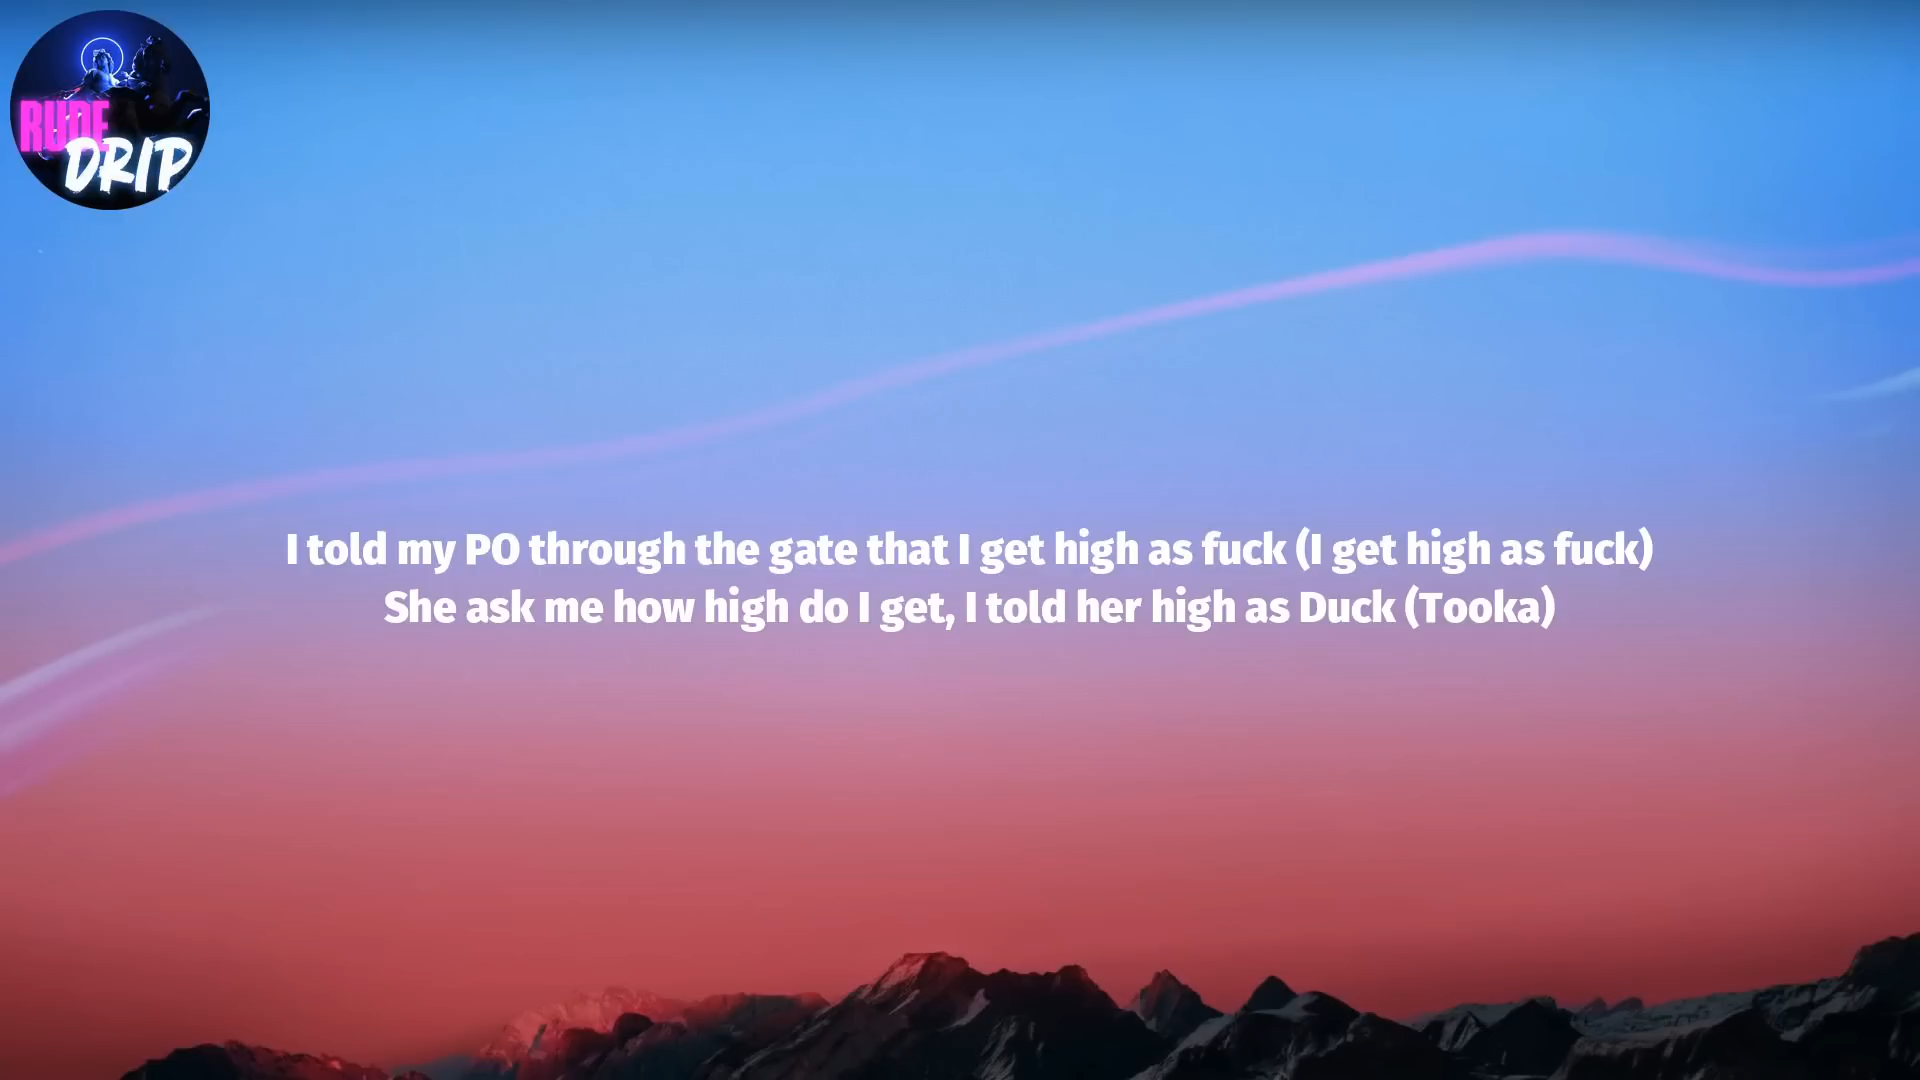 RUDE
DRIP
I told my PO through the gate that I get high as fuck (I get high as fuck)
She ask me how high do I get, I told her high as Duck (Tooka)